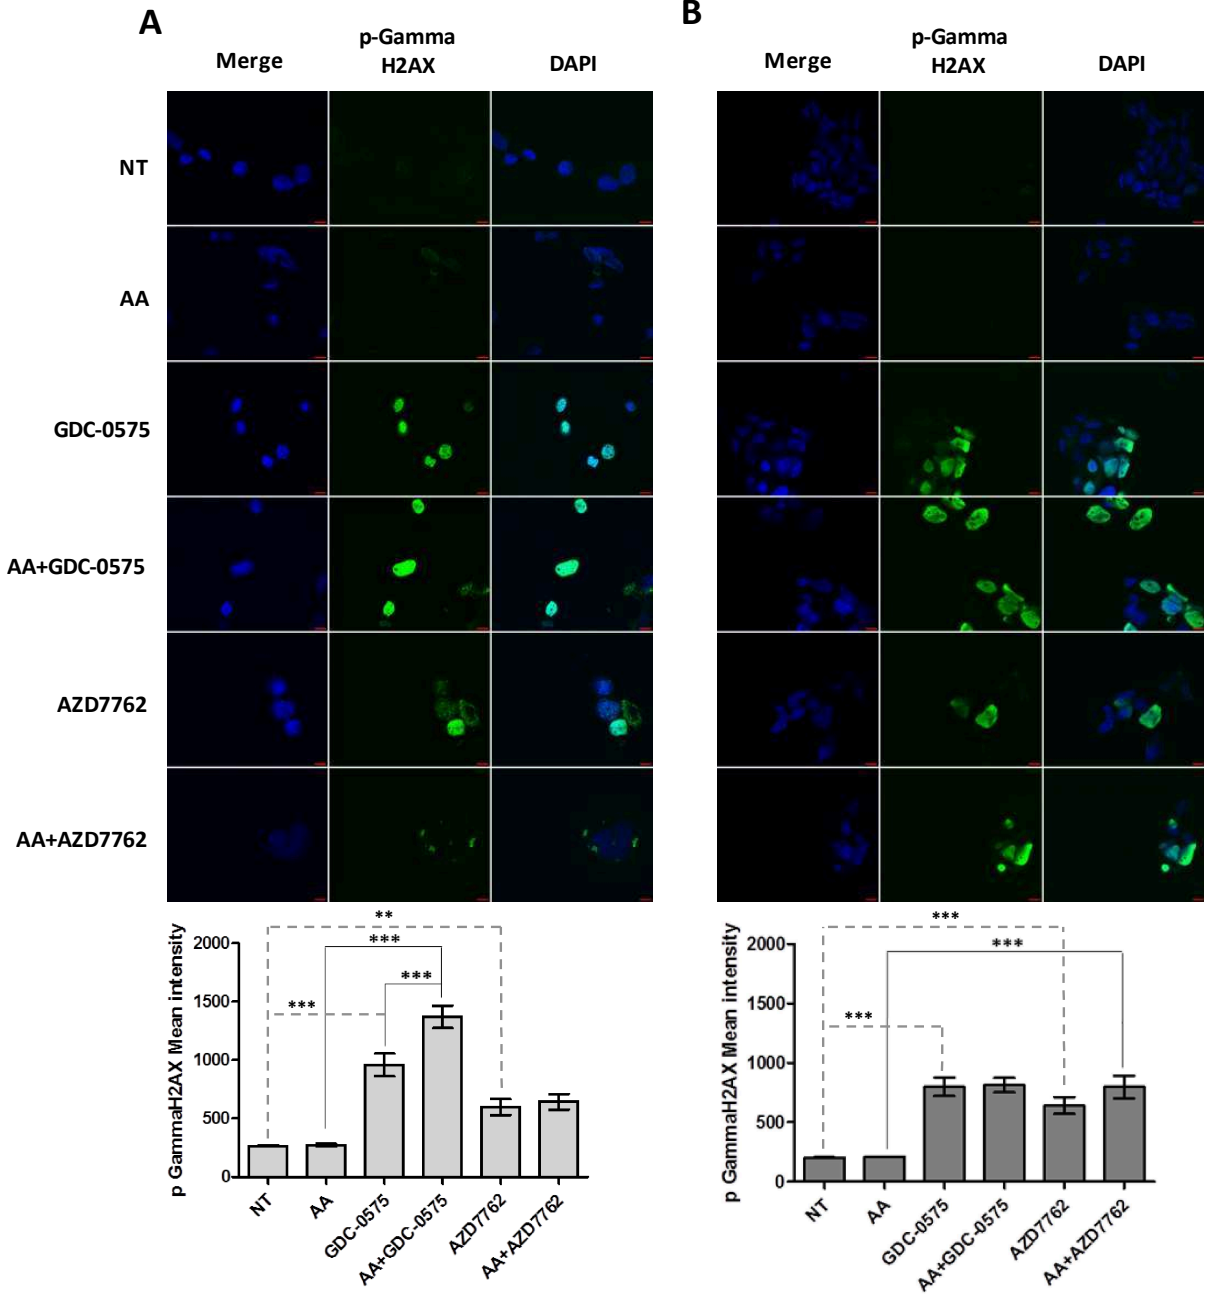 A
B
Merge
p-Gamma
H2AX
DAPI
Merge
p-Gamma
H2AX
DAPI
NT
AA
GDC-0575
AA+GDC-0575
AZD7762
AA+AZD7762
p GammaH2AX Mean intensity
2000
1500
1000
500
0
**
***
***
***
NT
AA
GDC-0575
AA+GDC-0575
AZD7762
AA+AZD7762
p GammaH2AX Mean intensity
2000
1500
1000
500
0
***
***
***
NT
AA
GDC-0575
AA+GDC-0575
AZD7762
AA+AZD7762